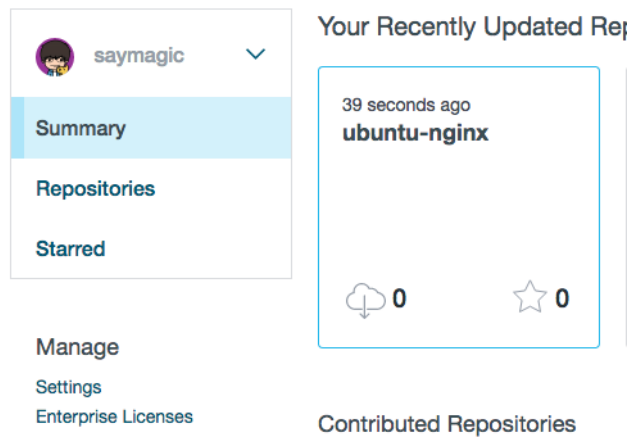 saymagic
Summary
Repositories
Starred
Manage
Settings
Enterprise Licenses
Your Recently Updated
39 seconds ago
ubuntu-nginx
0
0
Contributed Repositories